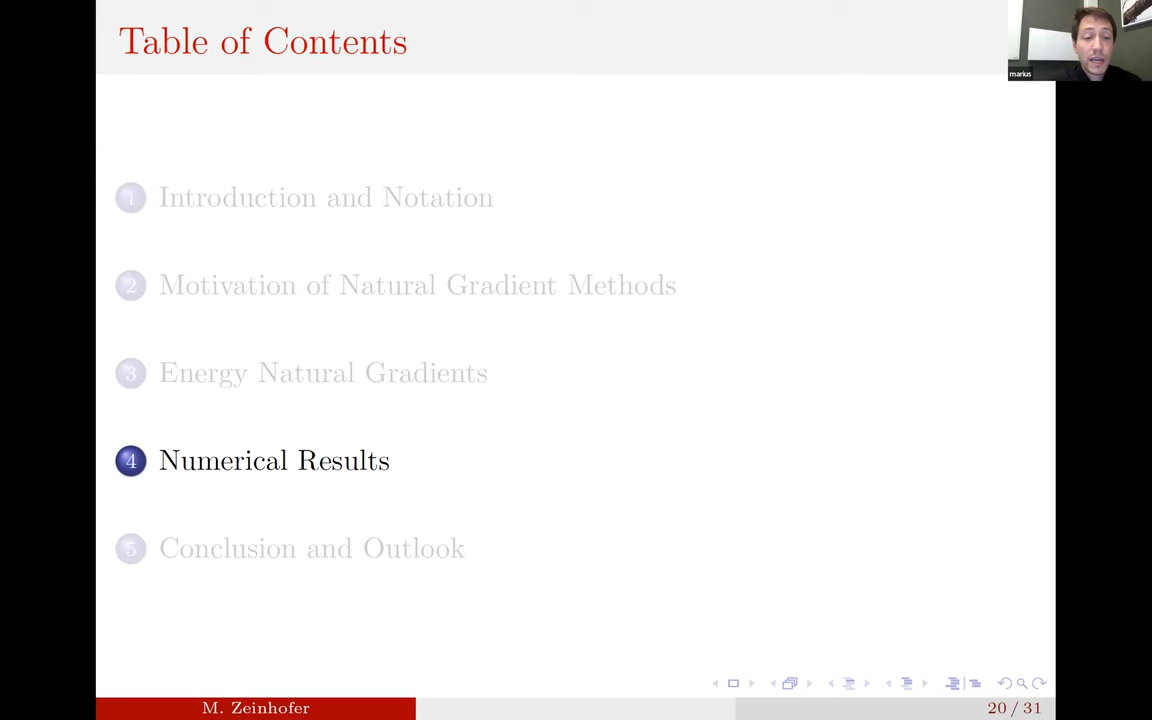 Table of Contents
marius
1 Introduction and Notation
2 Motivation of Natural Gradient Methods
3 Energy Natural Gradients
4 Numerical Results
5 Conclusion and Outlook
M. Zeinhofer
20 / 31